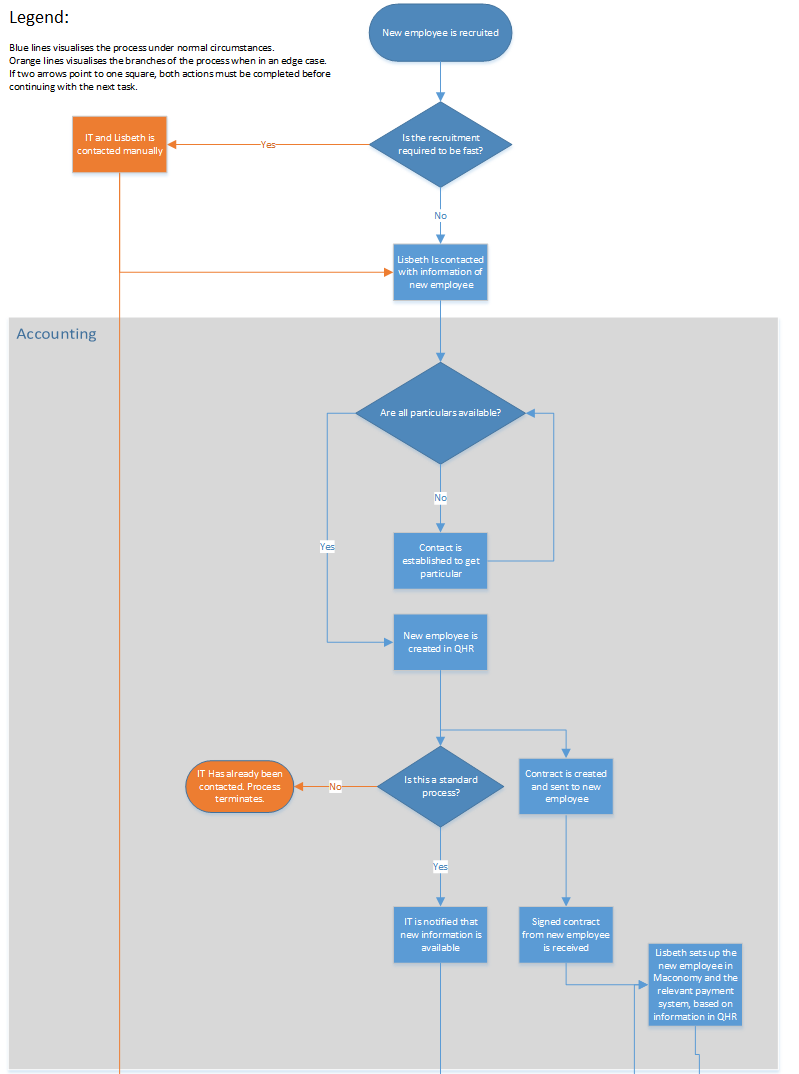 Legend:
Blue lines visualises the process under normal circumstances.
Orange lines visualises the branches of the process when in an edge case.
If two arrows point to one square, both actions must be completed before
continuing with the next task.
New employee is recruited
Is the recruitment
required to be fast?
Yes
IT and Lisbeth is
contacted manually
No
Lisbeth Is contacted
with information of
new employee
Accounting
Are all particulars available?
No
Yes
Contact is
established to get
particular
New employee is
created in QHR
Is this a standard
process?
No
IT Has already been
contacted. Process
terminates.
Contract is created
and sent to new
employee
Yes
IT is notified that
new information is
available
Signed contract
from new employee
is received
Lisbeth sets up the
new employee in
Maconomy and the
relevant payment
system, based on
information in QHR